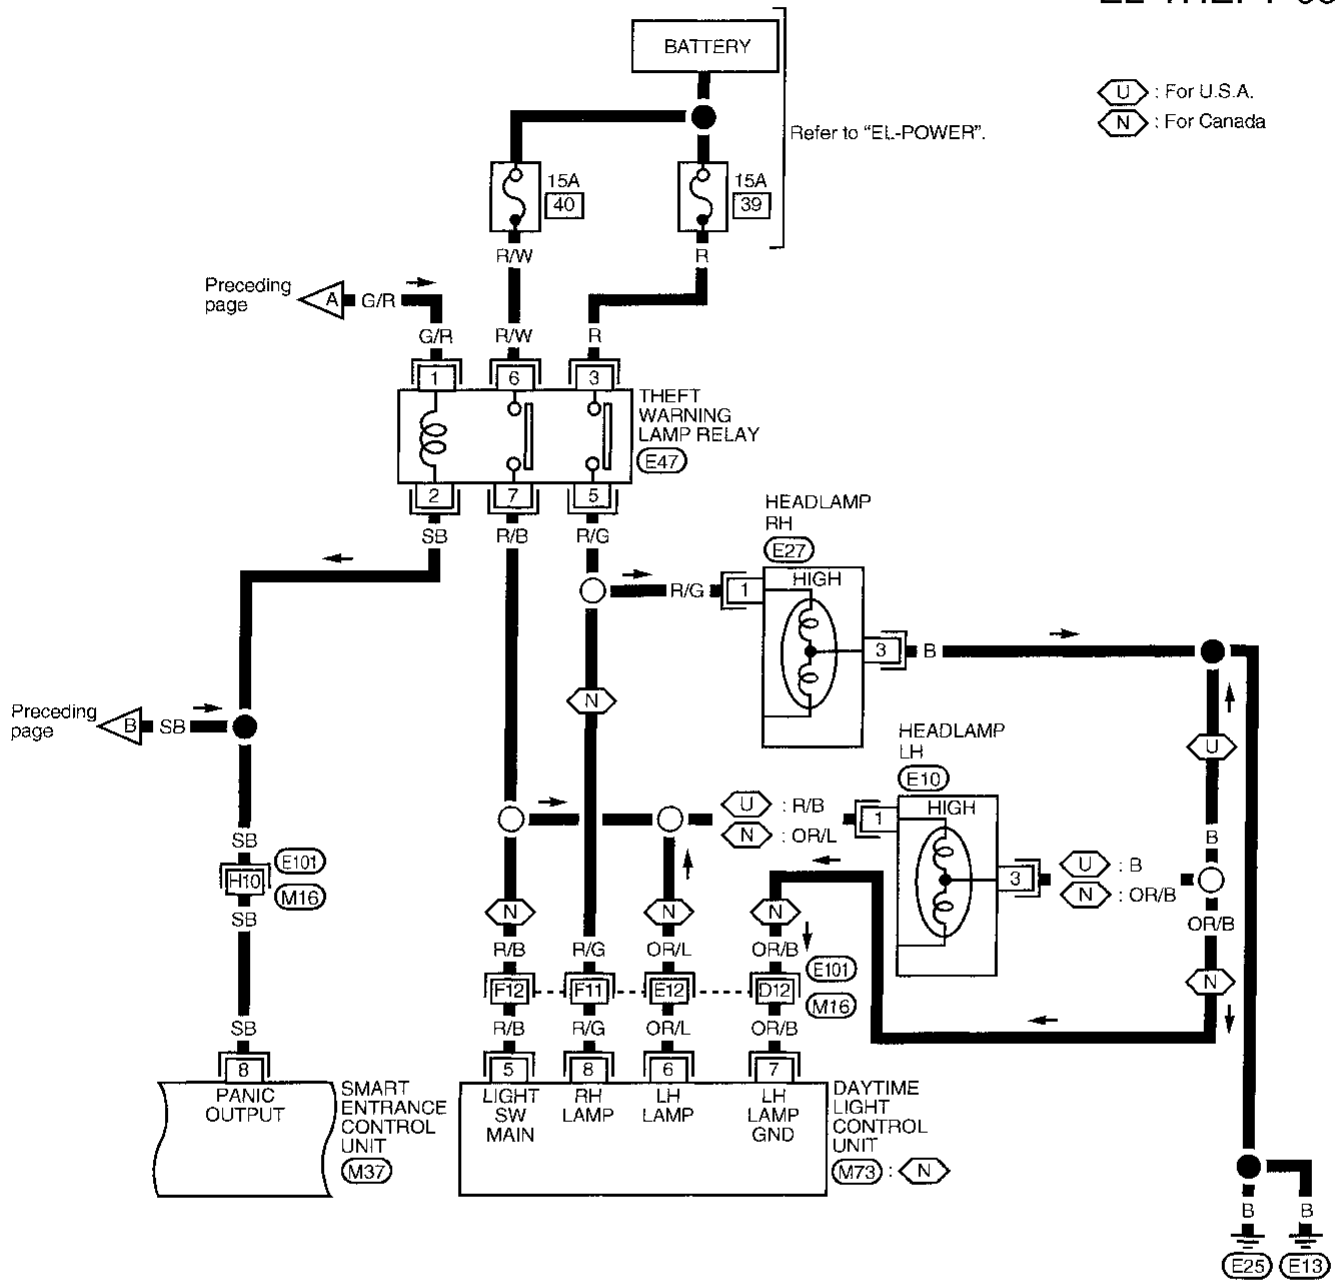 BATTERY
U : For U.S.A.
N : For Canada
Refer to "EL-POWER".
15A
40
15A
39
R/W
R
Preceding
page
A
G/R
G/R
R/W
R
1
6
3
THEFT
WARNING
LAMP RELAY
E47
2
7
5
SB
R/B
R/G
HEADLAMP
RH
E27
HIGH
R/G
1
3
B
N
Preceding
page
B
SB
U
HEADLAMP
LH
E10
HIGH
U : R/B
N : OR/L
1
3
U : B
N : OR/B
B
OR/B
N
SB
H10
E101
M16
SB
N
N
N
R/B
R/G
OR/L
OR/B
F12
F11
E12
D12
E101
M16
R/B
R/G
OR/L
OR/B
SB
8
5
8
6
7
PANIC
OUTPUT
SMART
ENTRANCE
CONTROL
UNIT
M37
LIGHT
SW
MAIN
RH
LAMP
LH
LAMP
LH
LAMP
GND
DAYTIME
LIGHT
CONTROL
UNIT
M73 : N
B
B
E25
E13